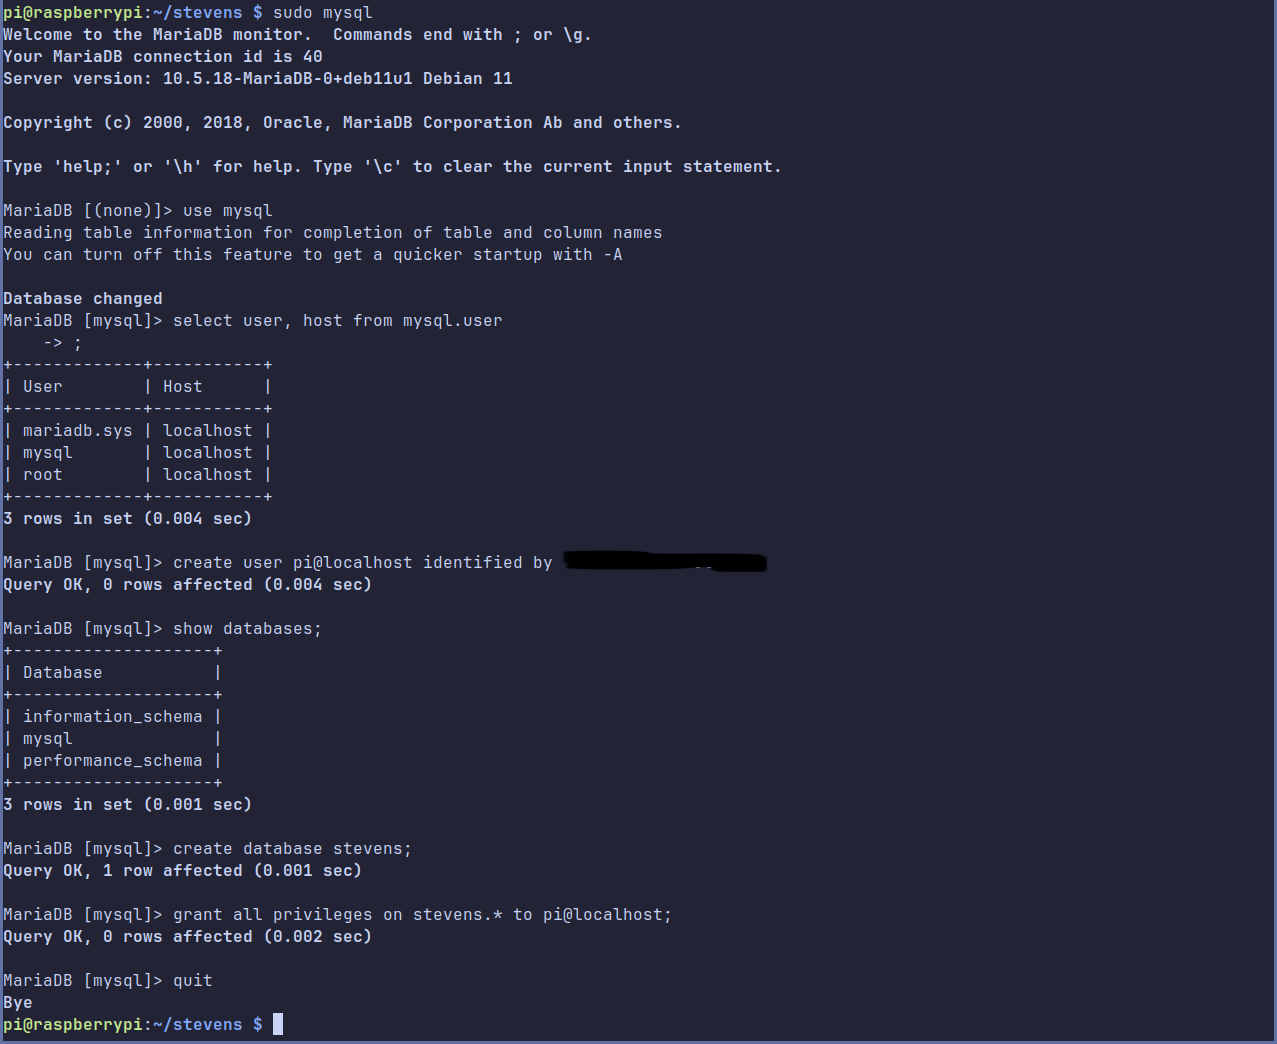 pi@raspberrypi:~/stevens $ sudo mysql
Welcome to the MariaDB monitor.  Commands end with ; or \g.
Your MariaDB connection id is 40
Server version: 10.5.18-MariaDB-0+deb11u1 Debian 11

Copyright (c) 2000, 2018, Oracle, MariaDB Corporation Ab and others.

Type 'help;' or '\h' for help. Type '\c' to clear the current input statement.

MariaDB [(none)]> use mysql
Reading table information for completion of table and column names
You can turn off this feature to get a quicker startup with -A

Database changed
MariaDB [mysql]> select user, host from mysql.user
    -> ;
+-------------+-----------+
| User        | Host      |
+-------------+-----------+
| mariadb.sys | localhost |
| mysql       | localhost |
| root        | localhost |
+-------------+-----------+
3 rows in set (0.004 sec)

MariaDB [mysql]> create user pi@localhost identified by
Query OK, 0 rows affected (0.004 sec)

MariaDB [mysql]> show databases;
+--------------------+
| Database           |
+--------------------+
| information_schema |
| mysql              |
| performance_schema |
+--------------------+
3 rows in set (0.001 sec)

MariaDB [mysql]> create database stevens;
Query OK, 1 row affected (0.001 sec)

MariaDB [mysql]> grant all privileges on stevens.* to pi@localhost;
Query OK, 0 rows affected (0.002 sec)

MariaDB [mysql]> quit
Bye
pi@raspberrypi:~/stevens $